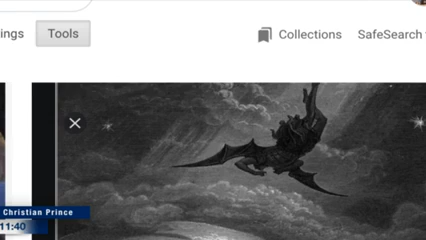 ings
Tools
Collections
SafeSearch
Christian Prince
11:40